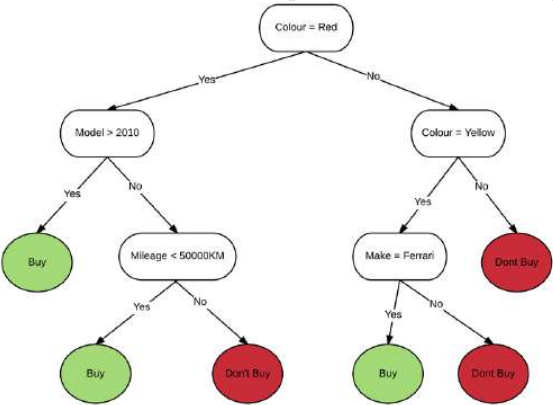 Colour = Red
Yes
No
Model > 2010
Colour = Yellow
Yes
No
Yes
No
Buy
Mileage < 50000KM
Make = Ferrari
Dont Buy
Yes
No
Yes
No
Buy
Don't Buy
Buy
Dont Buy